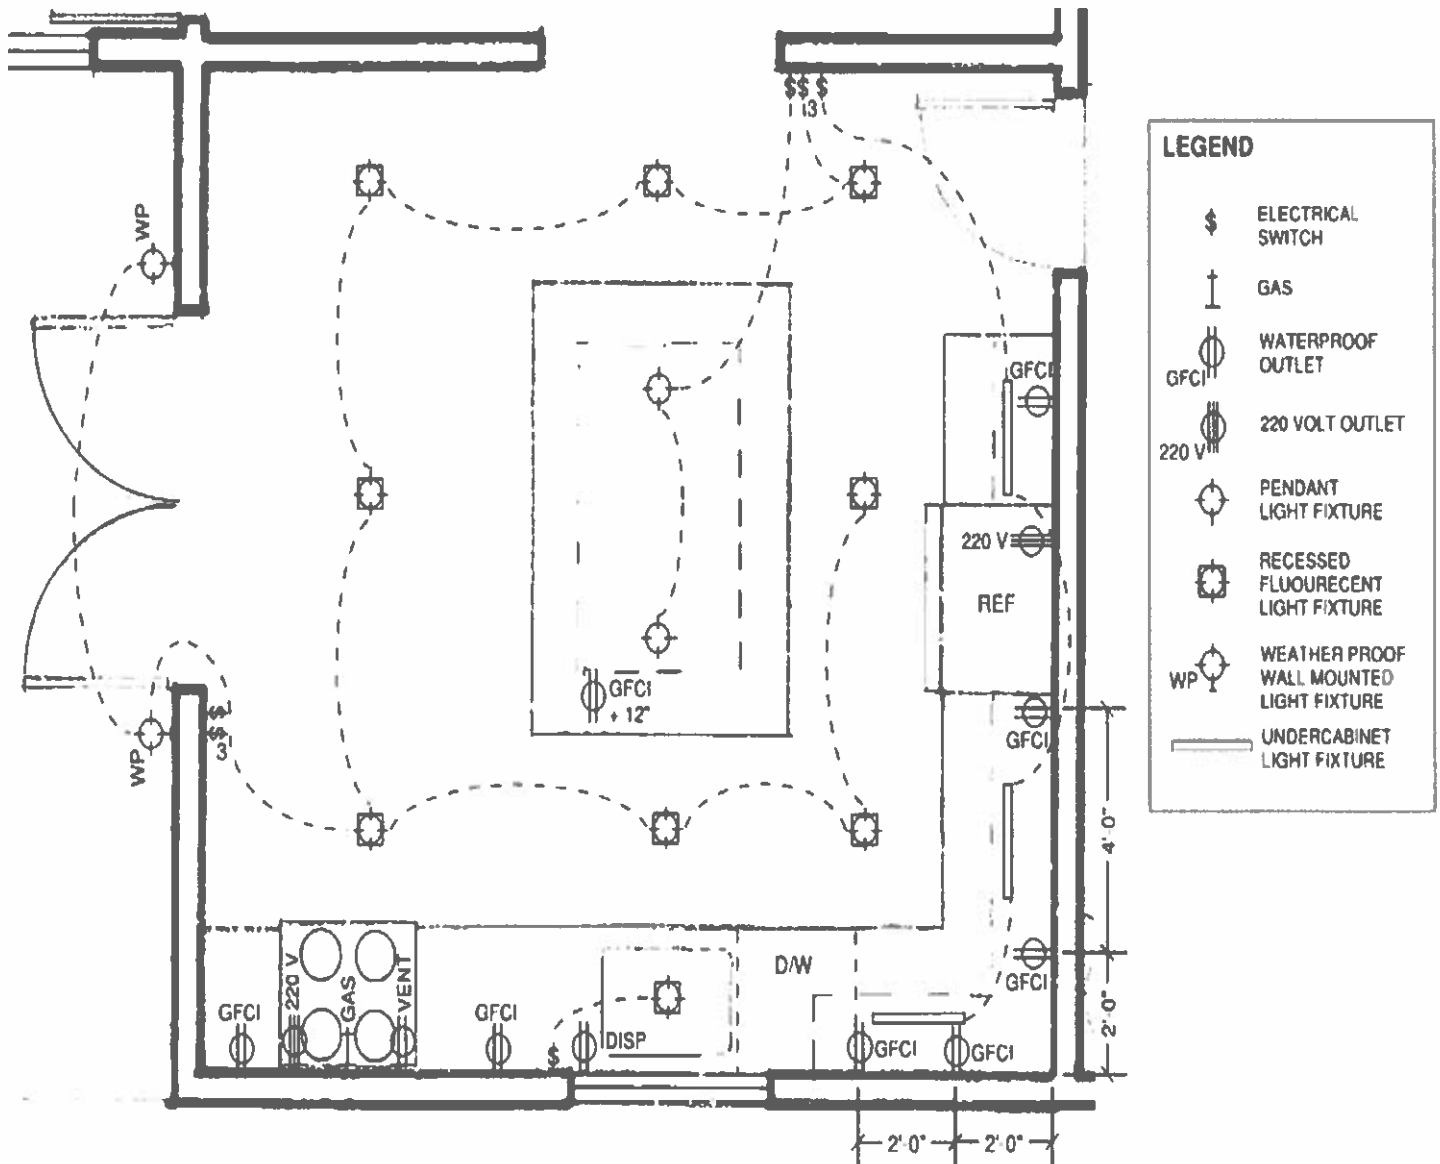 $ $ $
3
LEGEND
$ ELECTRICAL
SWITCH
GAS
WATERPROOF
OUTLET
GFCI
220 VOLT OUTLET
220 V
PENDANT
LIGHT FIXTURE
RECESSED
FLUOURECENT
LIGHT FIXTURE
WEATHER PROOF
WP WALL MOUNTED
LIGHT FIXTURE
UNDERCABINET
LIGHT FIXTURE
WP
GFCI
220 V
REF
GFCI
+ 12"
$
$
3
WP
GFCI
4'-0"
D/W
GFCI
2'-0"
GFCI
220 V
GAS
VENT
GFCI
$
DISP
GFCI
GFCI
2'-0"
2'-0"